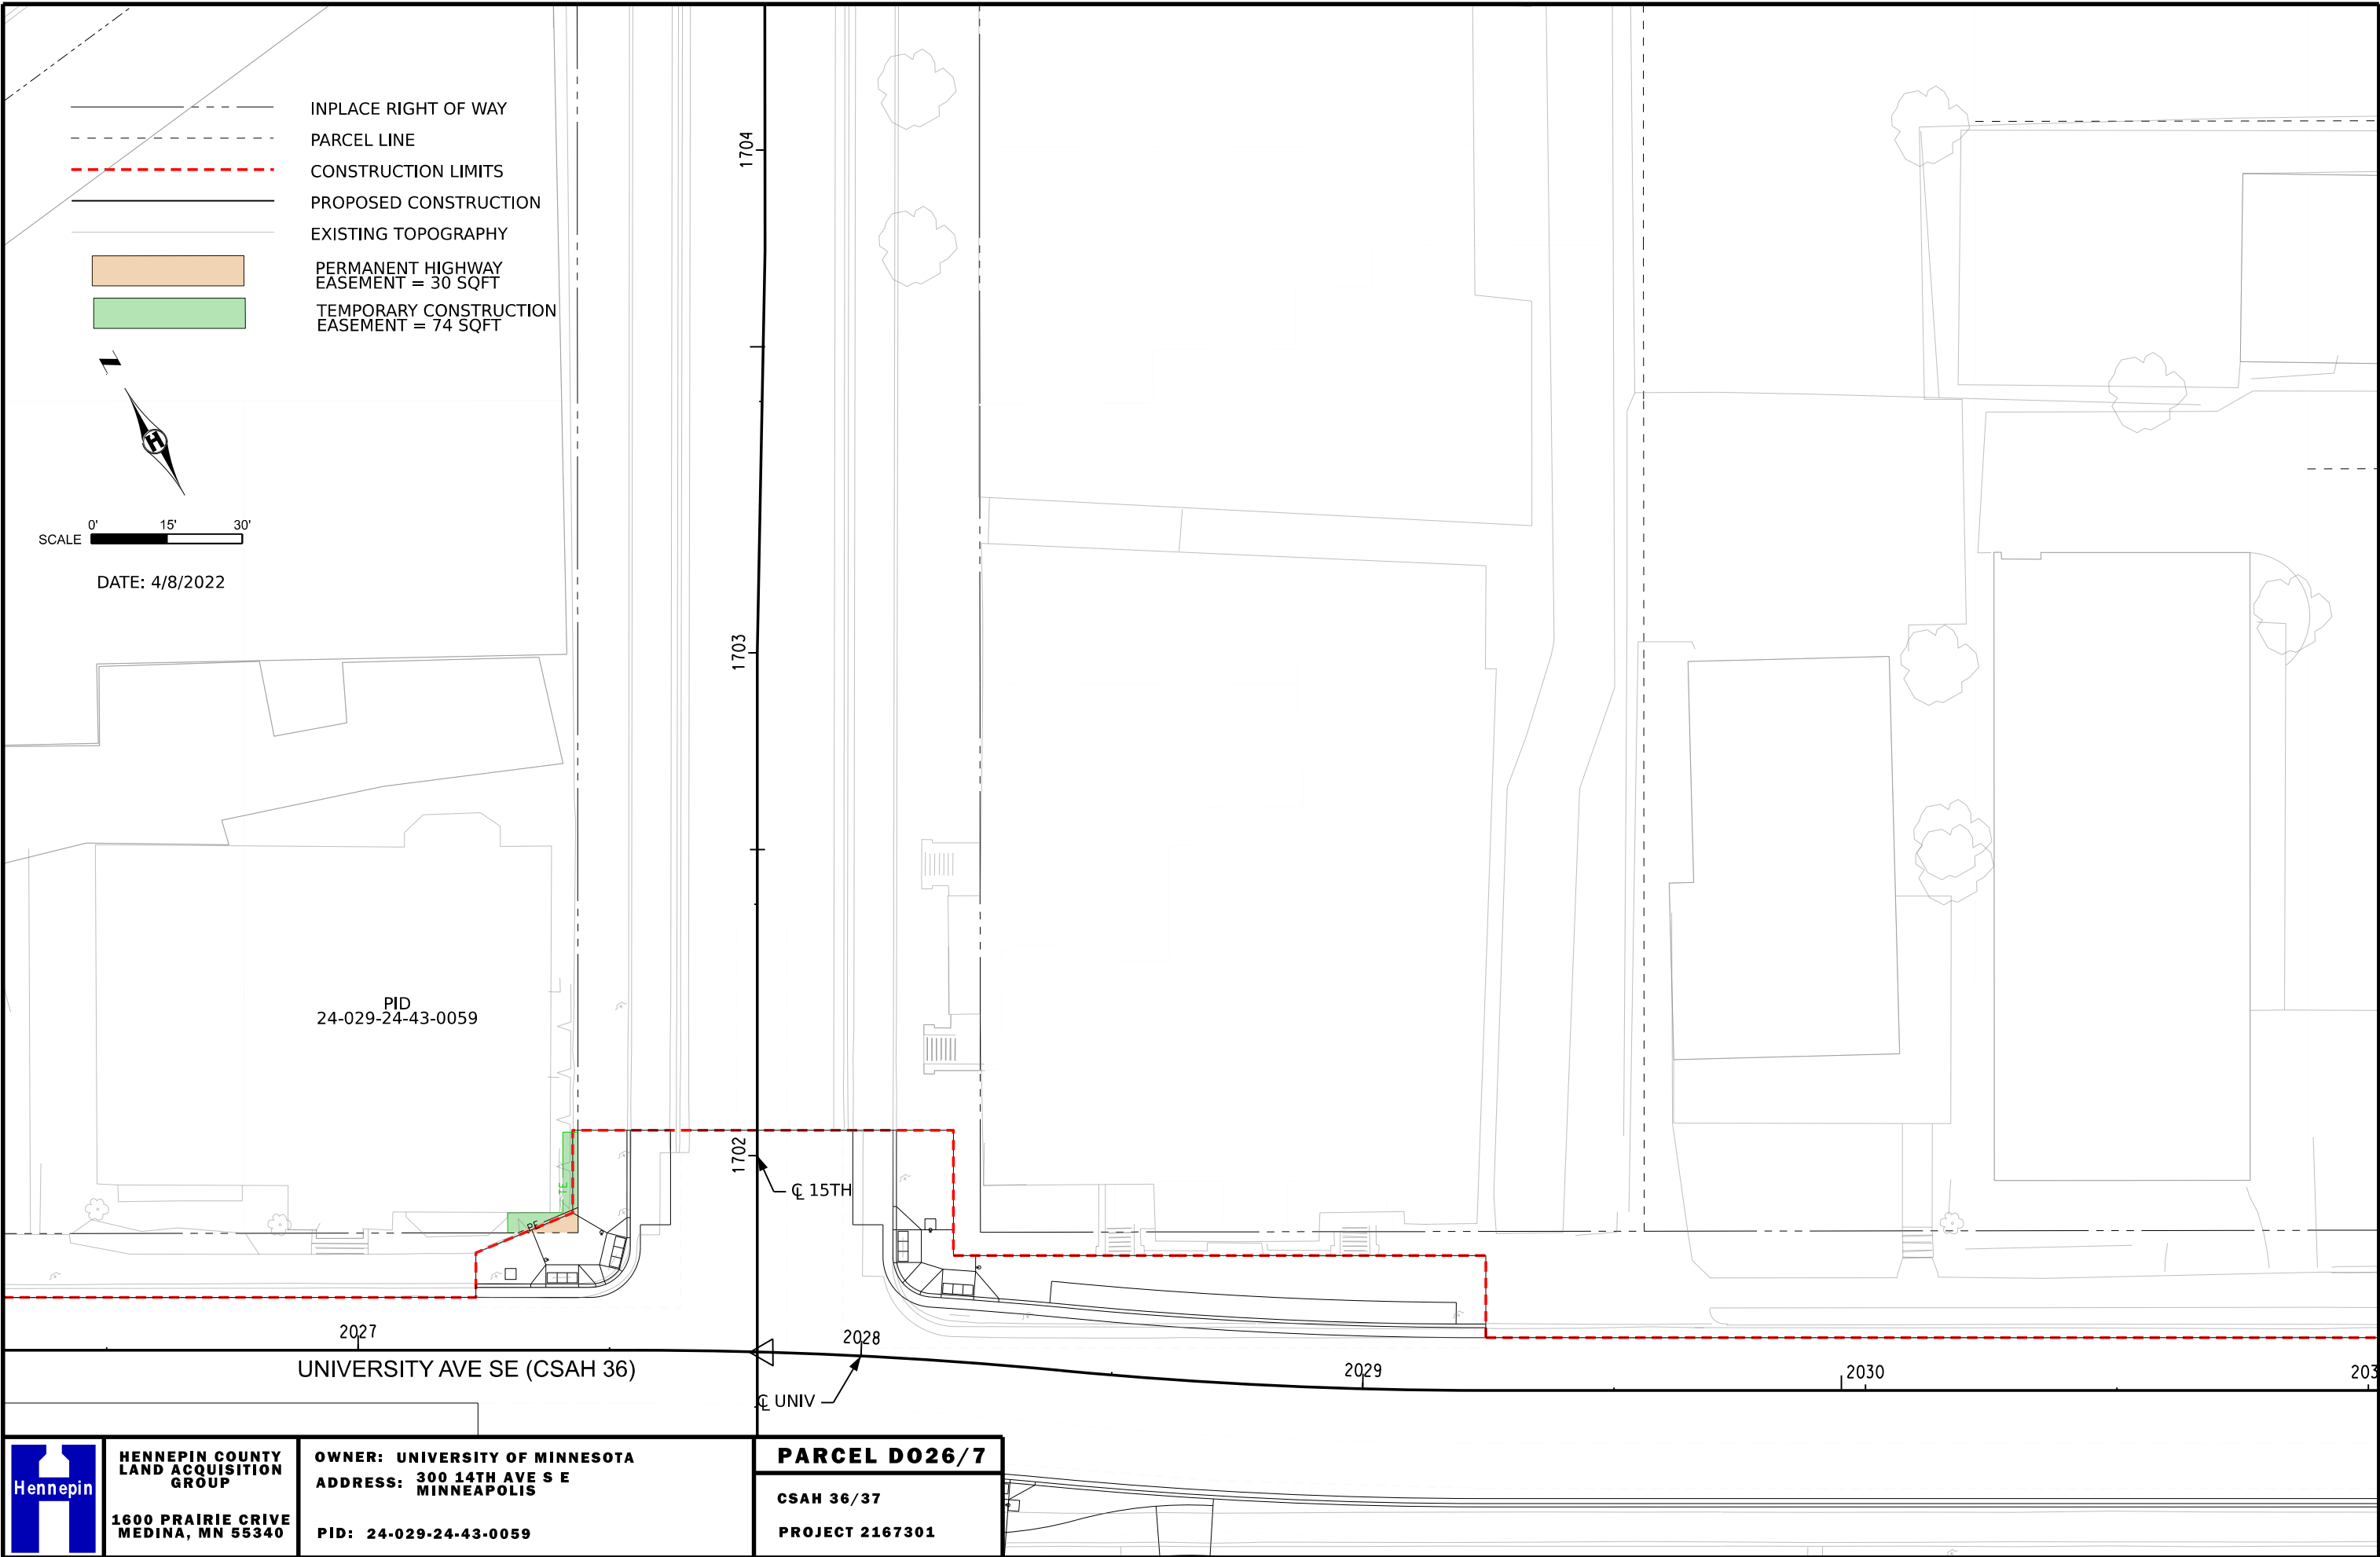 INPLACE RIGHT OF WAY
PARCEL LINE
CONSTRUCTION LIMITS
PROPOSED CONSTRUCTION
EXISTING TOPOGRAPHY
PERMANENT HIGHWAY
EASEMENT = 30 SQFT
TEMPORARY CONSTRUCTION
EASEMENT = 74 SQFT
N
H
SCALE 0' 15' 30'
DATE: 4/8/2022
1704
1703
1702
PID
24-029-24-43-0059
TE
PE
℄ 15TH
2027
2028
2029
2030
203
UNIVERSITY AVE SE (CSAH 36)
℄ UNIV
Hennepin
HENNEPIN COUNTY
LAND ACQUISITION
GROUP
1600 PRAIRIE CRIVE
MEDINA, MN 55340
OWNER: UNIVERSITY OF MINNESOTA
ADDRESS: 300 14TH AVE S E
MINNEAPOLIS
PID: 24-029-24-43-0059
PARCEL DO26/7
CSAH 36/37
PROJECT 2167301